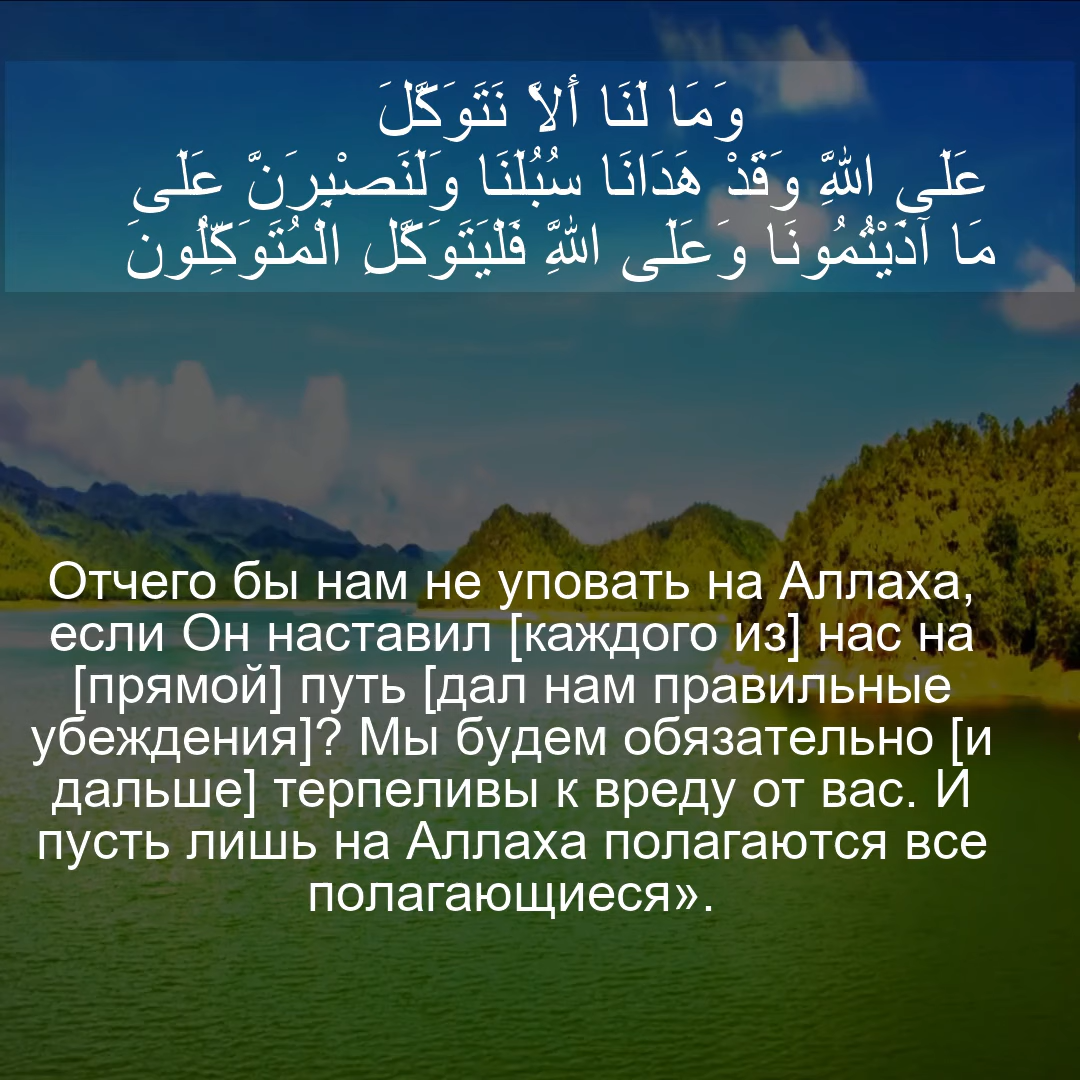 وَمَا لَنَا أَلاَّ نَتَوَكَّلَ
عَلَى اللهَِّ وَقَدْ هَدَانَا سُبُلَنَا وَلَنَصْبِرَنَّ عَلَى
مَا آذَيْتُمُونَا وَعَلَى اللهَِّ فَلْيَتَوَكَّلِ الْمُتَوَكِّلُونَ
Отчего бы нам не уповать на Аллаха,
если Он наставил [каждого из] нас на
[прямой] путь [дал нам правильные
убеждения]? Мы будем обязательно [и
дальше] терпеливы к вреду от вас. И
пусть лишь на Аллаха полагаются все
полагающиеся».